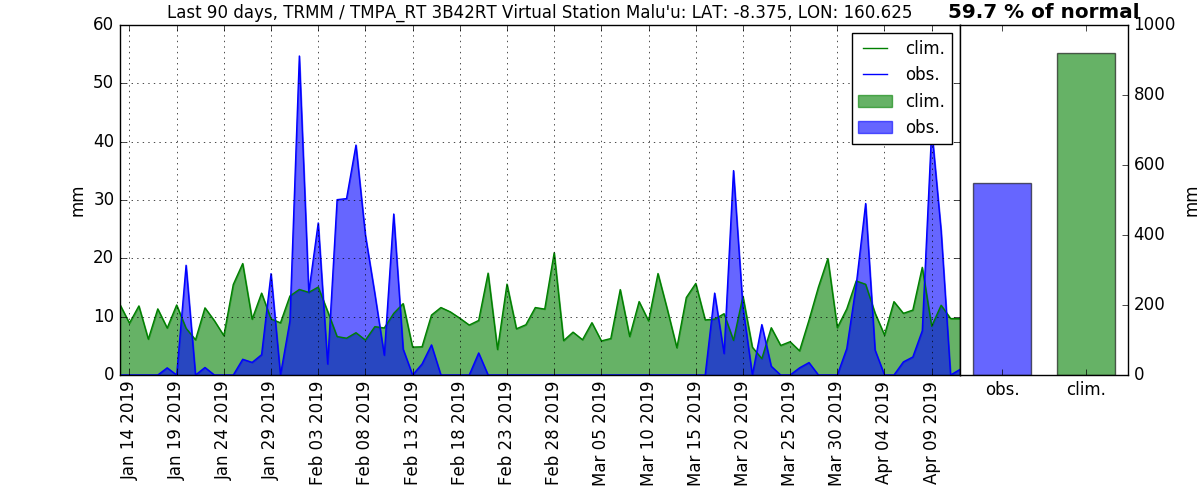 Last 90 days, TRMM / TMPA_RT 3B42RT Virtual Station Malu'u: LAT: -8.375, LON: 160.625
59.7 % of normal
60
50
40
30
20
10
0
mm
clim.
obs.
clim.
obs.
Jan 14 2019
Jan 19 2019
Jan 24 2019
Jan 29 2019
Feb 03 2019
Feb 08 2019
Feb 13 2019
Feb 18 2019
Feb 23 2019
Feb 28 2019
Mar 05 2019
Mar 10 2019
Mar 15 2019
Mar 20 2019
Mar 25 2019
Mar 30 2019
Apr 04 2019
Apr 09 2019
1000
800
600
400
200
0
mm
obs.
clim.